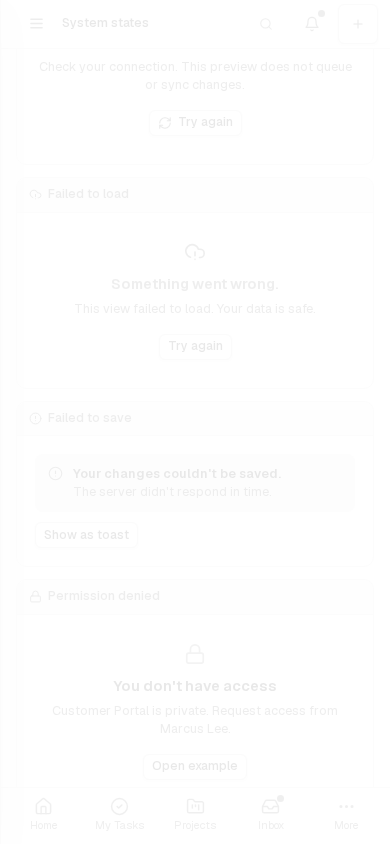 System states
Check your connection. This preview does not queue
or sync changes.
Try again
Failed to load
Something went wrong.
This view failed to load. Your data is safe.
Try again
Failed to save
Your changes couldn't be saved.
The server didn't respond in time.
Show as toast
Permission denied
You don't have access
Customer Portal is private. Request access from
Marcus Lee.
Open example
Home
My Tasks
Projects
Inbox
More